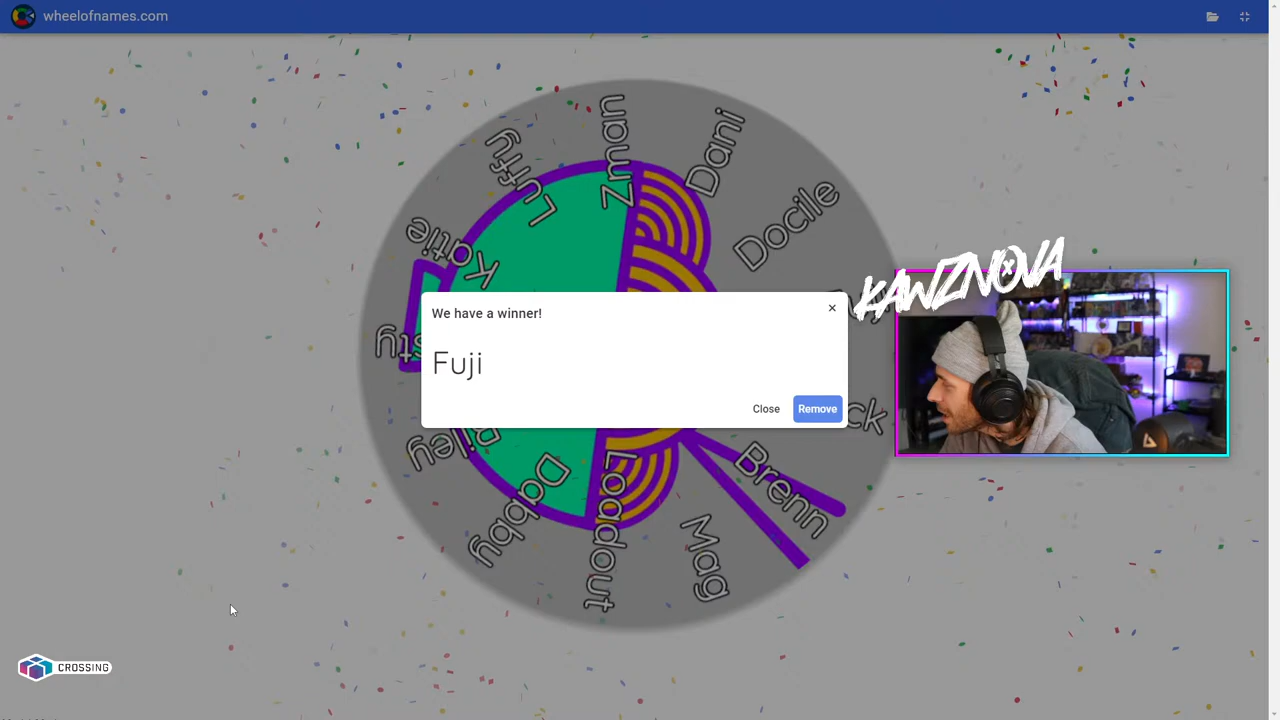 wheelofnames.com
Zman
Dani
Luffy
Docile
Katie
KAWZNOVA
We have a winner!
×
Fuji
Close
Remove
Riley
Brenn
Dabby
Loadout
Mag
CROSSING